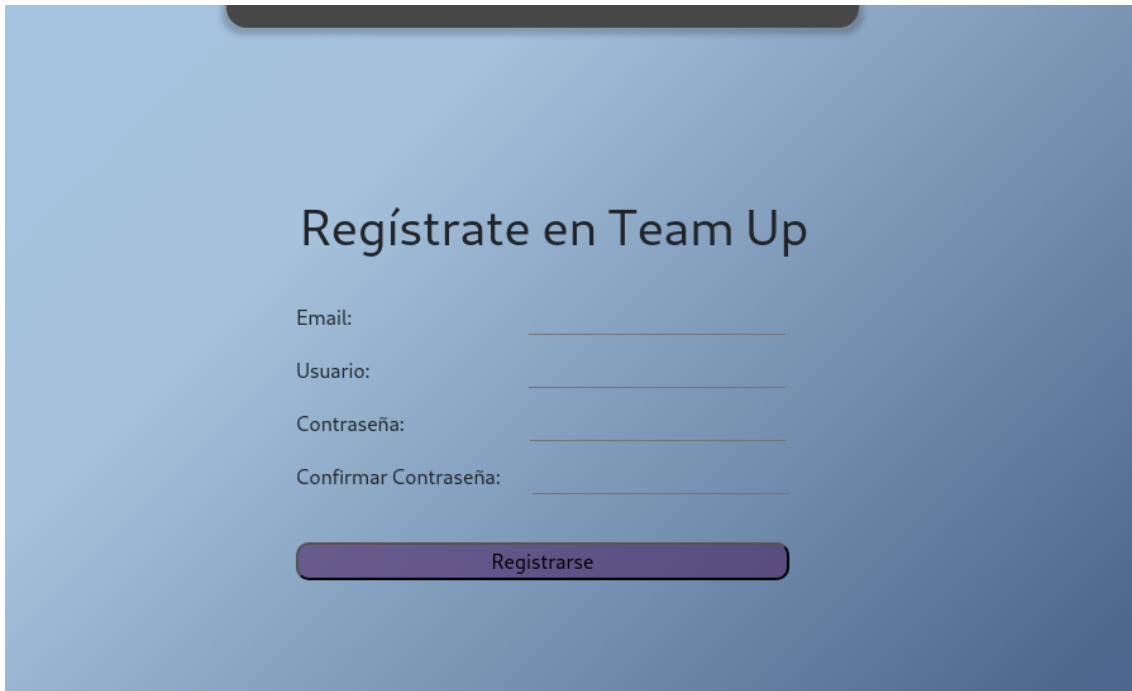 Regístrate en Team Up
Email:
Usuario:
Contraseña:
Confirmar Contraseña:
Registrarse